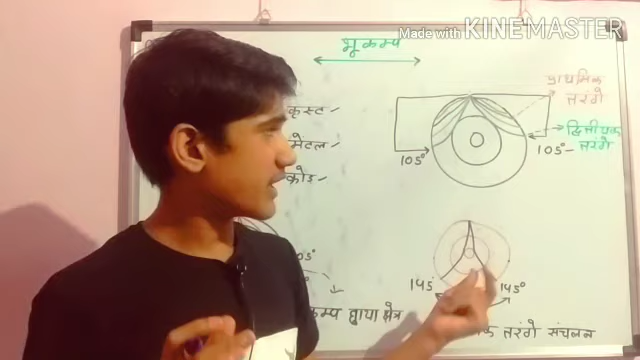 Made with KINEMASTER
भूकम्प
प्राथमिक
तरंगे
क्रस्ट
मेटल
कोर
द्वितीयक
तरंगे
105°
105°
145°
145°
छाया क्षेत्र
तरंगे संचलन